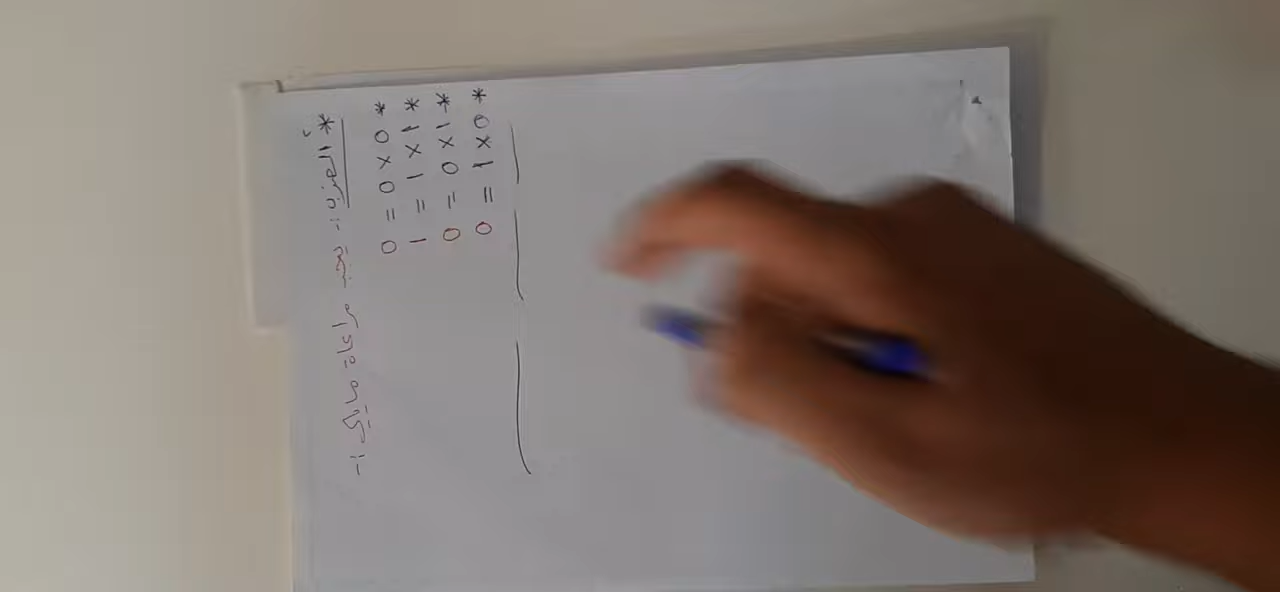 * الضرب :- يجب مراعاة مايلي :-
* 0 × 0 = 0
* 1 × 1 = 1
* 1 × 0 = 0
* 0 × 1 = 0